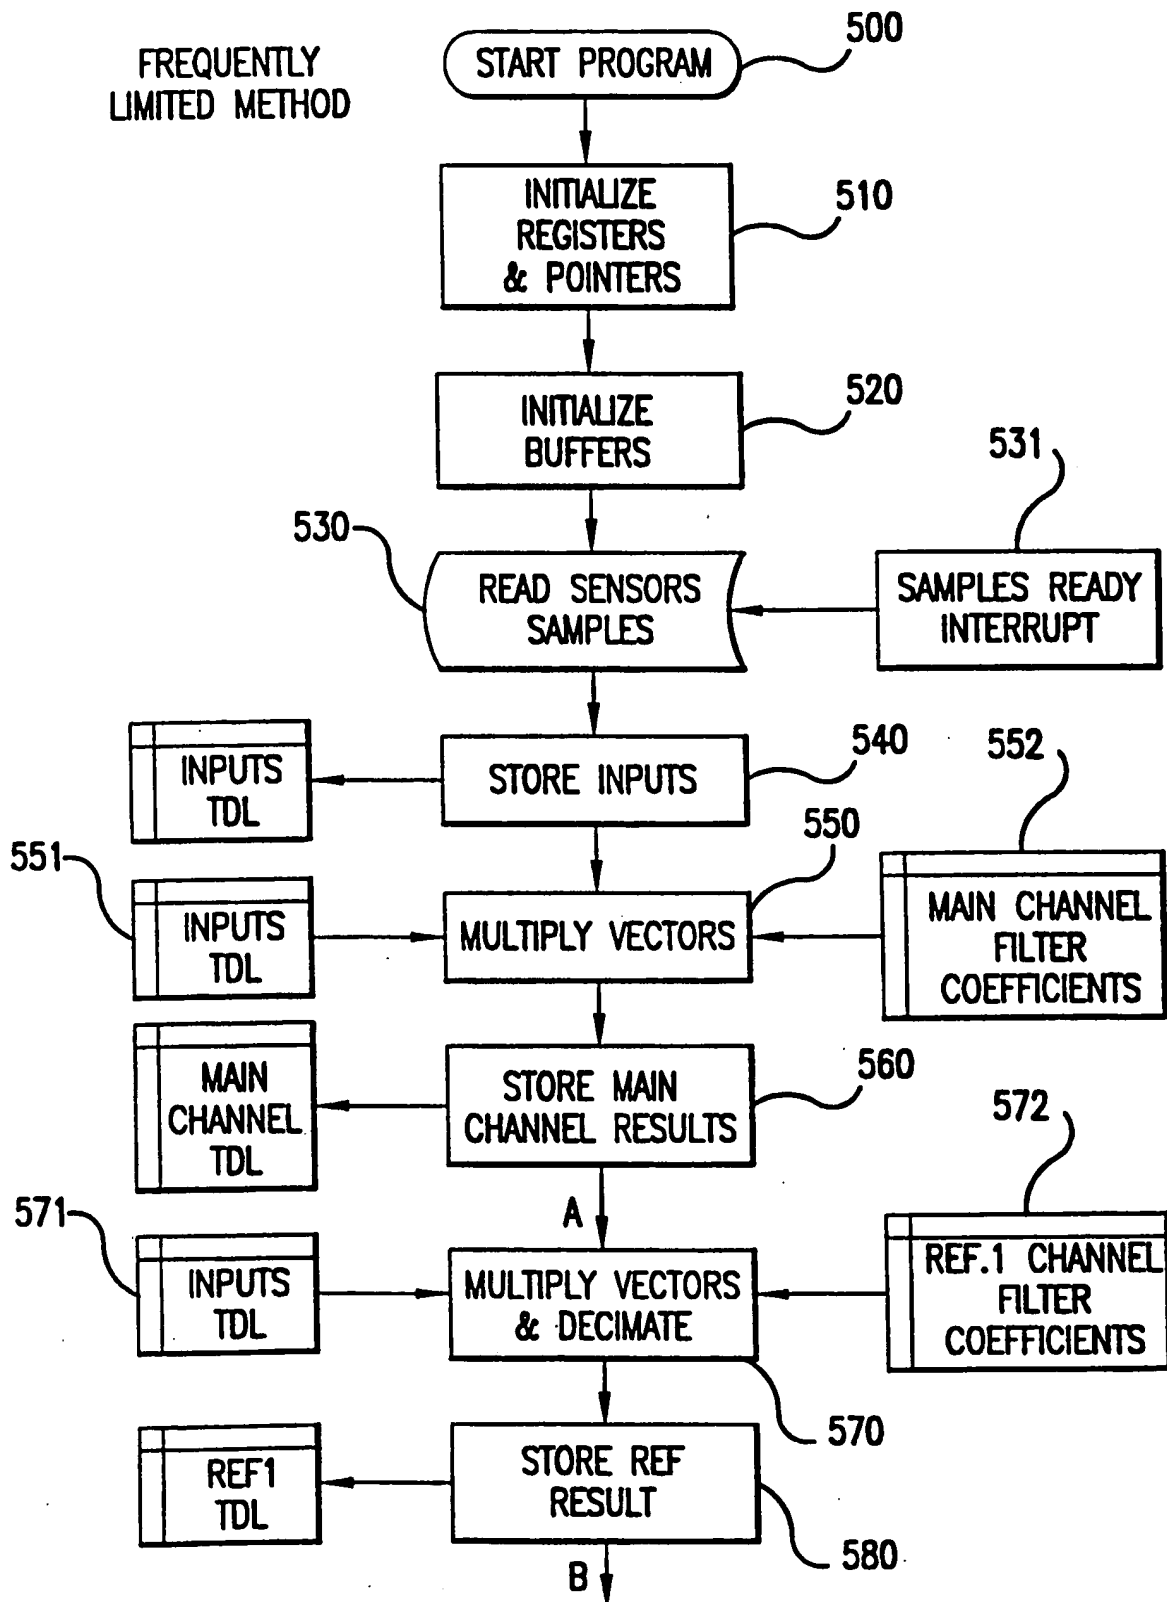 FREQUENTLY
LIMITED METHOD
START PROGRAM
500
INITIALIZE
REGISTERS
& POINTERS
510
INITIALIZE
BUFFERS
520
530
READ SENSORS
SAMPLES
531
SAMPLES READY
INTERRUPT
INPUTS
TDL
STORE INPUTS
540
551
INPUTS
TDL
MULTIPLY VECTORS
550
552
MAIN CHANNEL
FILTER
COEFFICIENTS
MAIN
CHANNEL
TDL
STORE MAIN
CHANNEL RESULTS
560
A
571
INPUTS
TDL
MULTIPLY VECTORS
& DECIMATE
570
572
REF.1 CHANNEL
FILTER
COEFFICIENTS
REF1
TDL
STORE REF
RESULT
580
B